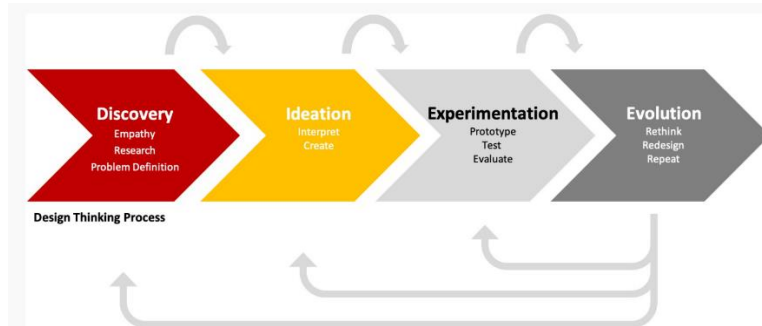 Discovery
Empathy
Research
Problem Definition
Ideation
Interpret
Create
Experimentation
Prototype
Test
Evaluate
Evolution
Rethink
Redesign
Repeat
Design Thinking Process